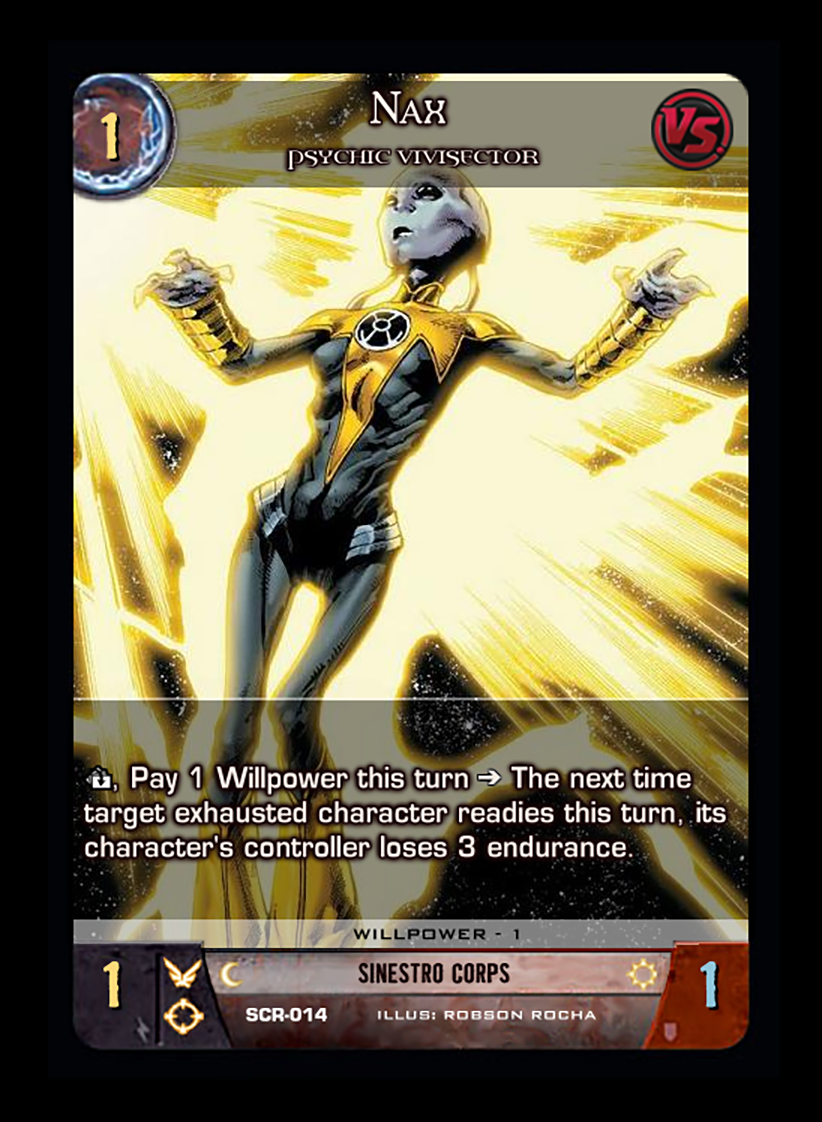 1
Nax
VS.
PSYCHIC VIVISECTOR
, Pay 1 Willpower this turn ➔ The next time
target exhausted character readies this turn, its
character's controller loses 3 endurance.
WILLPOWER - 1
1
SINESTRO CORPS
1
SCR-014 ILLUS: ROBSON ROCHA